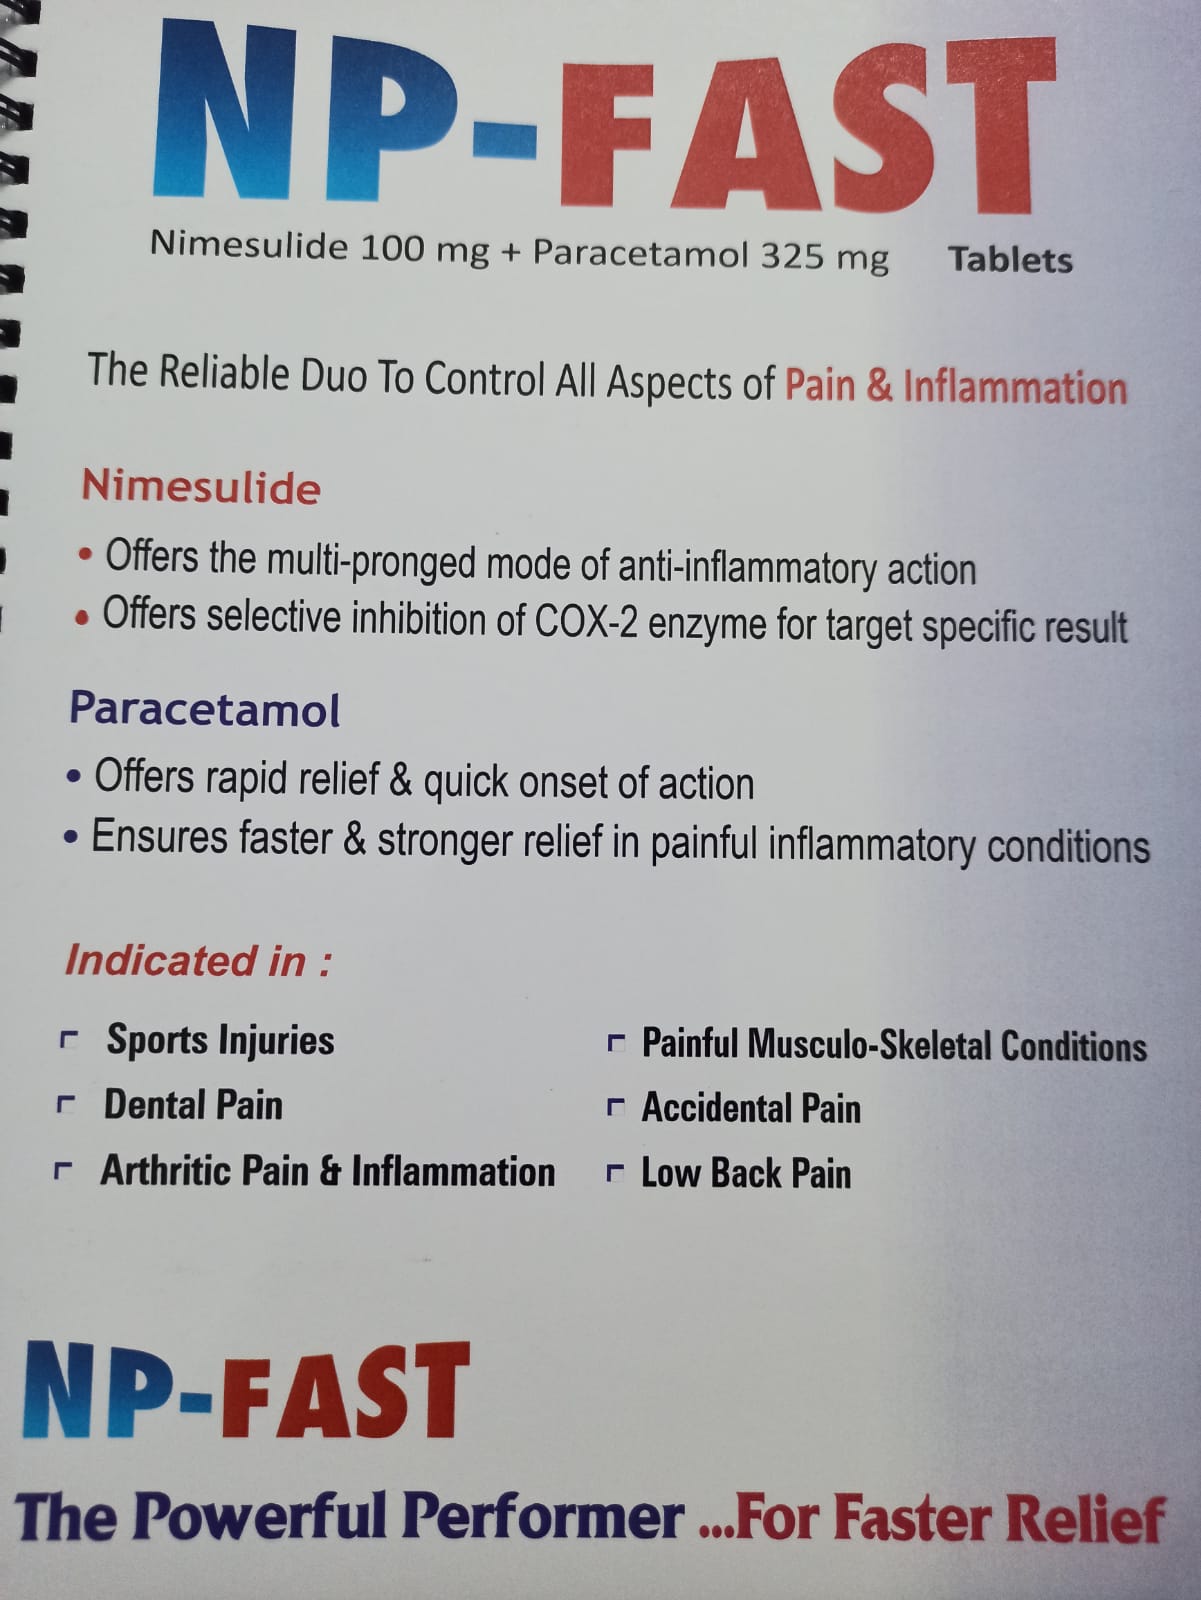 NP-FAST
Nimesulide 100 mg + Paracetamol 325 mg Tablets
The Reliable Duo To Control All Aspects of Pain & Inflammation
Nimesulide
• Offers the multi-pronged mode of anti-inflammatory action
• Offers selective inhibition of COX-2 enzyme for target specific result
Paracetamol
• Offers rapid relief & quick onset of action
• Ensures faster & stronger relief in painful inflammatory conditions
Indicated in :
Sports Injuries
Dental Pain
Arthritic Pain & Inflammation
Painful Musculo-Skeletal Conditions
Accidental Pain
Low Back Pain
NP-FAST
The Powerful Performer ...For Faster Relief